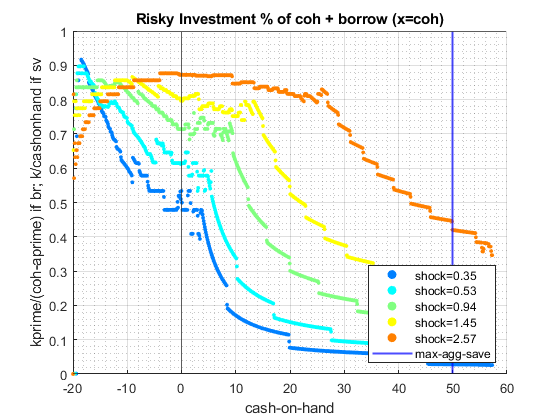 Risky Investment % of coh + borrow (x=coh)
kprime/(coh-aprime) if br; k/cashonhand if sv
1
0.9
0.8
0.7
0.6
0.5
0.4
0.3
0.2
0.1
0
-20
-10
0
10
20
30
40
50
60
cash-on-hand
shock=0.35
shock=0.53
shock=0.94
shock=1.45
shock=2.57
max-agg-save